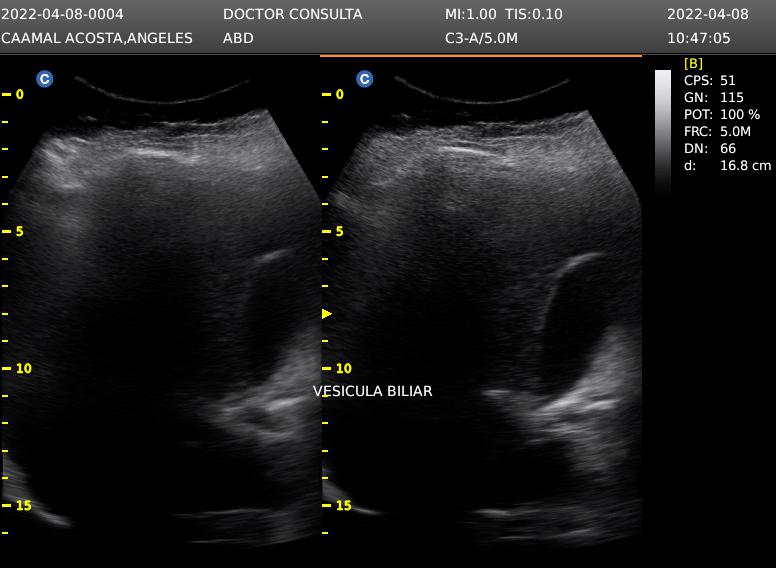 2022-04-08-0004 DOCTOR CONSULTA MI:1.00 TIS:0.10 2022-04-08
CAAMAL ACOSTA,ANGELES ABD C3-A/5.0M 10:47:05
[B]
CPS: 51
GN: 115
POT: 100 %
FRC: 5.0M
DN: 66
d: 16.8 cm
C C
0 0
5 5
10 10
VESICULA BILIAR
15 15